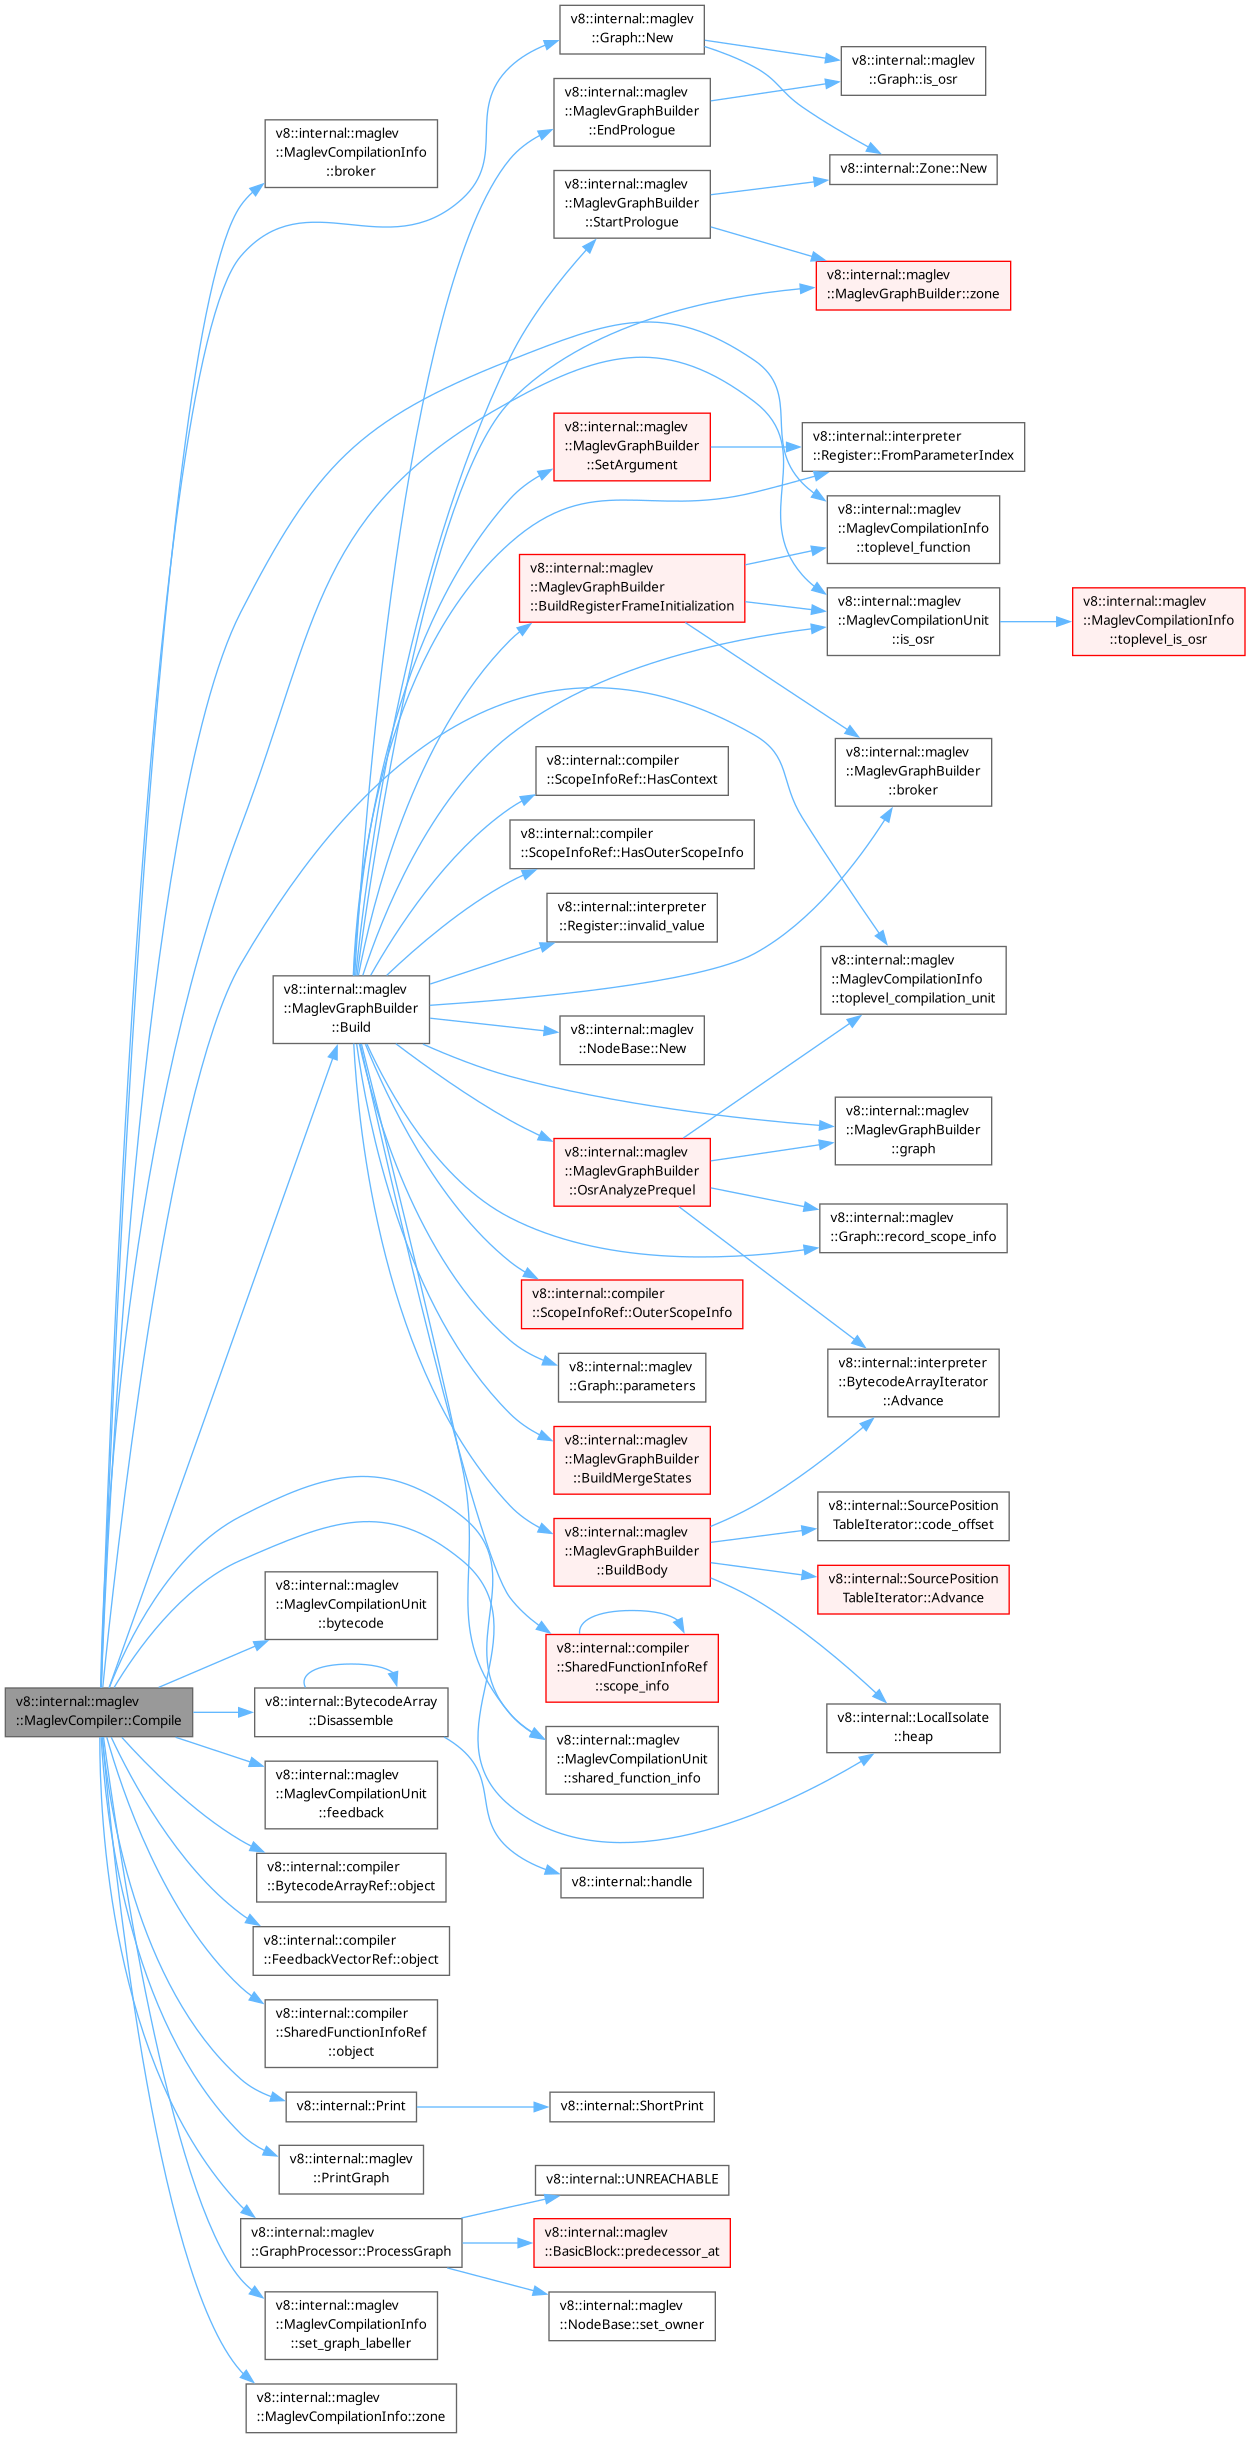 v8::internal::maglev
::Graph::New
v8::internal::maglev
::Graph::is_osr
v8::internal::maglev
::MaglevGraphBuilder
::EndPrologue
v8::internal::maglev
::MaglevCompilationInfo
::broker
v8::internal::Zone::New
v8::internal::maglev
::MaglevGraphBuilder
::StartPrologue
v8::internal::maglev
::MaglevGraphBuilder::zone
v8::internal::maglev
::MaglevGraphBuilder
::SetArgument
v8::internal::interpreter
::Register::FromParameterIndex
v8::internal::maglev
::MaglevCompilationInfo
::toplevel_function
v8::internal::maglev
::MaglevGraphBuilder
::BuildRegisterFrameInitialization
v8::internal::maglev
::MaglevCompilationUnit
::is_osr
v8::internal::maglev
::MaglevCompilationInfo
::toplevel_is_osr
v8::internal::compiler
::ScopeInfoRef::HasContext
v8::internal::maglev
::MaglevGraphBuilder
::broker
v8::internal::compiler
::ScopeInfoRef::HasOuterScopeInfo
v8::internal::interpreter
::Register::invalid_value
v8::internal::maglev
::MaglevCompilationInfo
::toplevel_compilation_unit
v8::internal::maglev
::MaglevGraphBuilder
::Build
v8::internal::maglev
::NodeBase::New
v8::internal::maglev
::MaglevGraphBuilder
::graph
v8::internal::maglev
::MaglevGraphBuilder
::OsrAnalyzePrequel
v8::internal::maglev
::Graph::record_scope_info
v8::internal::compiler
::ScopeInfoRef::OuterScopeInfo
v8::internal::maglev
::Graph::parameters
v8::internal::interpreter
::BytecodeArrayIterator
::Advance
v8::internal::maglev
::MaglevGraphBuilder
::BuildMergeStates
v8::internal::maglev
::MaglevGraphBuilder
::BuildBody
v8::internal::SourcePosition
TableIterator::code_offset
v8::internal::SourcePosition
TableIterator::Advance
v8::internal::maglev
::MaglevCompilationUnit
::bytecode
v8::internal::compiler
::SharedFunctionInfoRef
::scope_info
v8::internal::maglev
::MaglevCompiler::Compile
v8::internal::BytecodeArray
::Disassemble
v8::internal::LocalIsolate
::heap
v8::internal::maglev
::MaglevCompilationUnit
::shared_function_info
v8::internal::maglev
::MaglevCompilationUnit
::feedback
v8::internal::compiler
::BytecodeArrayRef::object
v8::internal::handle
v8::internal::compiler
::FeedbackVectorRef::object
v8::internal::compiler
::SharedFunctionInfoRef
::object
v8::internal::Print
v8::internal::ShortPrint
v8::internal::maglev
::PrintGraph
v8::internal::UNREACHABLE
v8::internal::maglev
::GraphProcessor::ProcessGraph
v8::internal::maglev
::BasicBlock::predecessor_at
v8::internal::maglev
::NodeBase::set_owner
v8::internal::maglev
::MaglevCompilationInfo
::set_graph_labeller
v8::internal::maglev
::MaglevCompilationInfo::zone